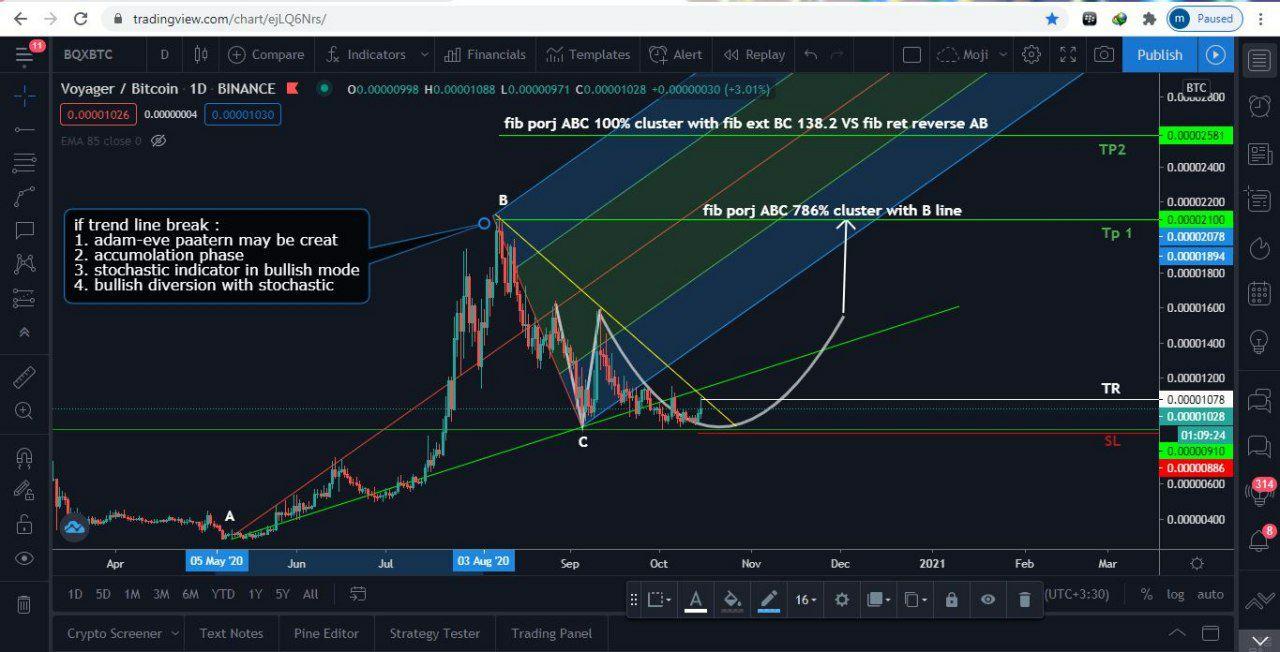 tradingview.com/chart/ejLQ6Nrs/
m Paused
11
BQXBTC D Compare Indicators Financials Templates Alert Replay Moji Publish
Voyager / Bitcoin 1D BINANCE O0.00000998 H0.00001088 L0.00000971 C0.00001028 +0.00000030 (+3.01%)
0.00001026 0.00000004 0.00001030
EMA 85 close 0
BTC
fib porj ABC 100% cluster with fib ext BC 138.2 VS fib ret reverse AB
0.00002581
TP2
0.00002400
0.00002200
fib porj ABC 786% cluster with B line
0.00002100
Tp 1
0.00002078
0.00001894
0.00001800
0.00001600
0.00001400
0.00001200
B
if trend line break :
1. adam-eve paatern may be creat
2. accumolation phase
3. stochastic indicator in bullish mode
4. bullish diversion with stochastic
TR
0.00001078
0.00001028
01:09:24
C
SL
0.00000910
0.00000886
0.00000600
A
0.00000400
314
8
Apr 05 May '20 Jun Jul 03 Aug '20 Sep Oct Nov Dec 2021 Feb Mar
1D 5D 1M 3M 6M YTD 1Y 5Y All
A 16
(UTC+3:30) % log auto
Crypto Screener Text Notes Pine Editor Strategy Tester Trading Panel